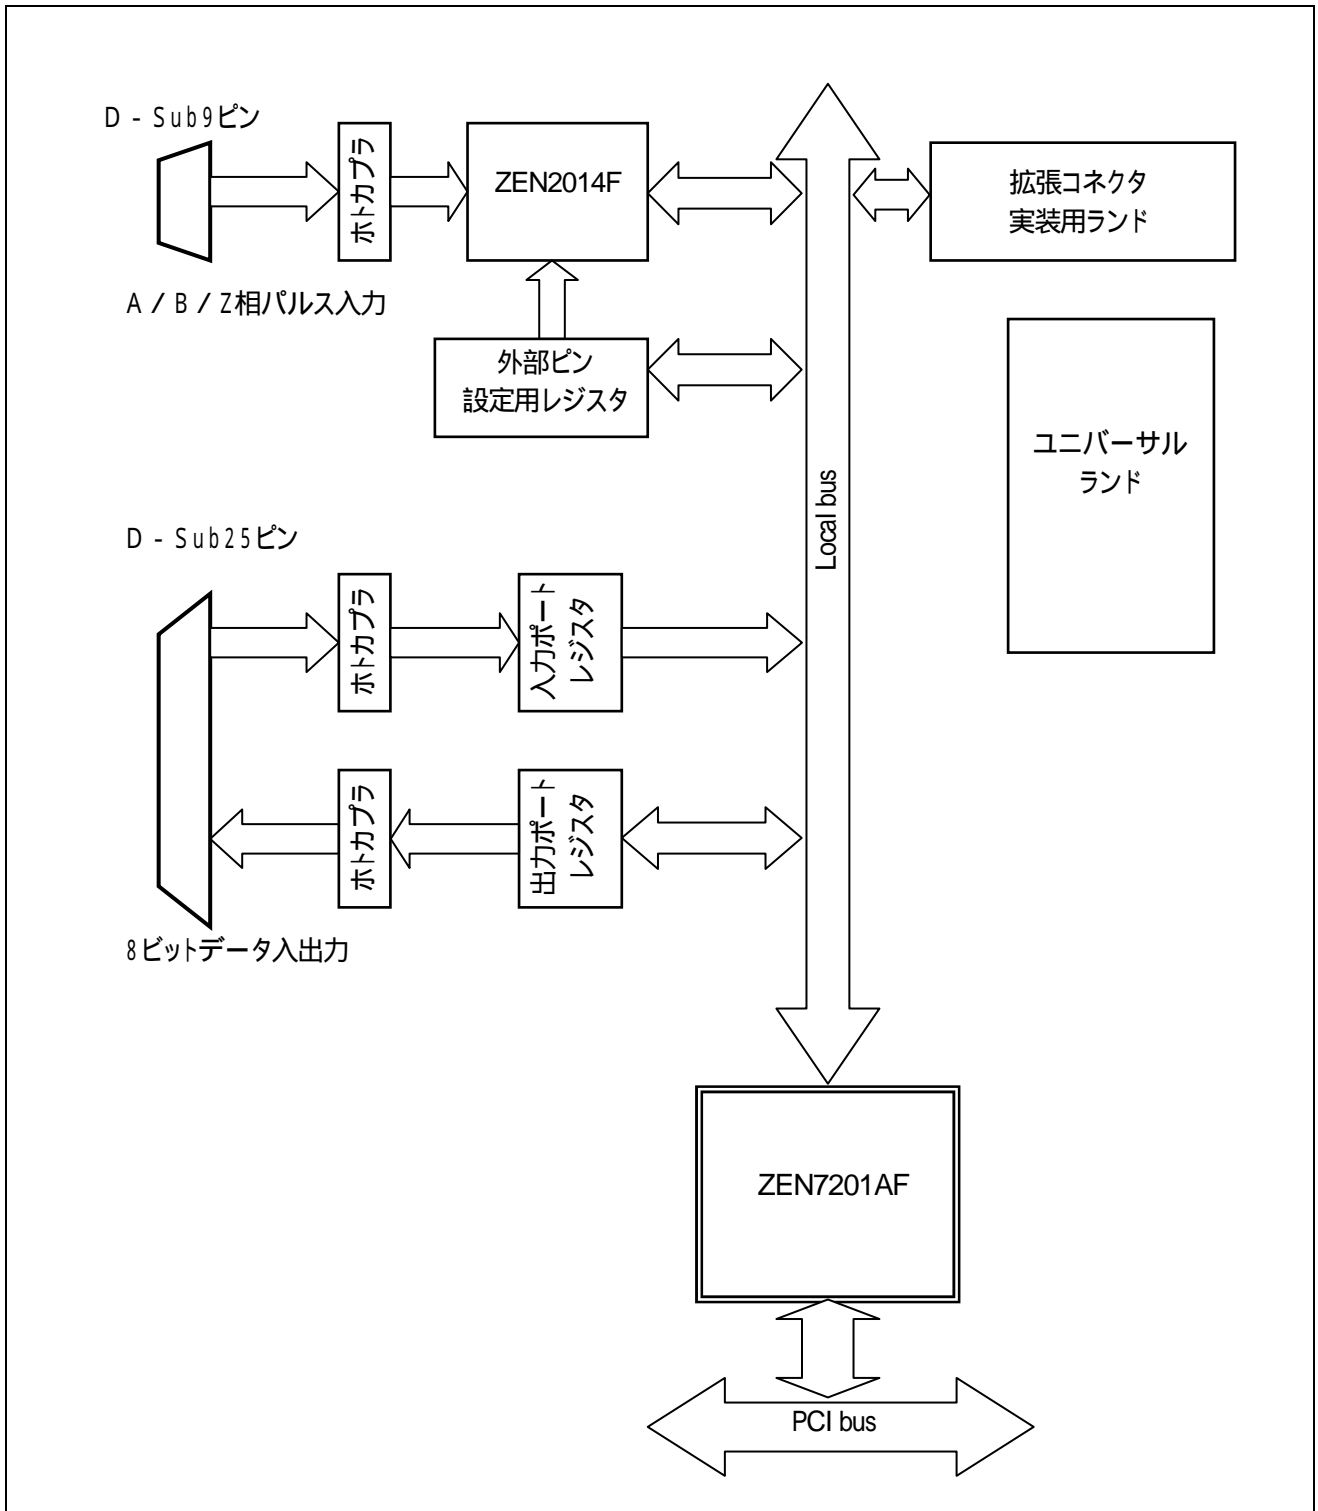 D-Sub9ピン
ホトカプラ
ZEN2014F
拡張コネクタ
実装用ランド
A/B/Z相パルス入力
外部ピン
設定用レジスタ
ユニバーサル
ランド
Local bus
D-Sub25ピン
ホトカプラ
入力ポート
レジスタ
ホトカプラ
出力ポート
レジスタ
8ビットデータ入出力
ZEN7201AF
PCI bus